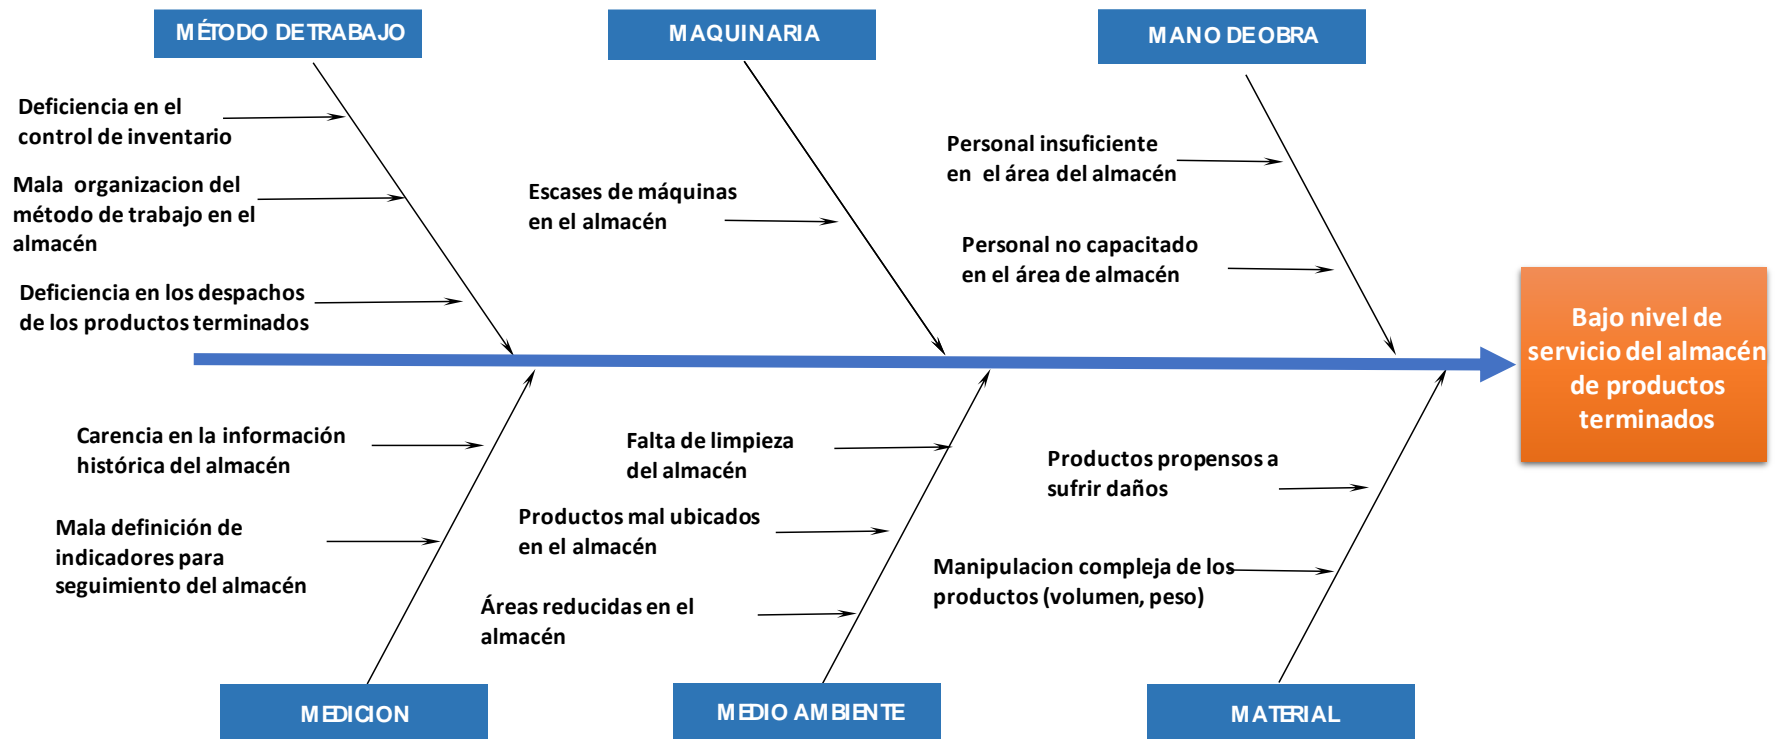 MÉTODO DE TRABAJO
MAQUINARIA
MANO DE OBRA
Deficiencia en el
control de inventario
Mala organizacion del
método de trabajo en el
almacén
Deficiencia en los despachos
de los productos terminados
Escases de máquinas
en el almacén
Personal insuficiente
en el área del almacén
Personal no capacitado
en el área de almacén
Bajo nivel de
servicio del almacén
de productos
terminados
Carencia en la información
histórica del almacén
Mala definición de
indicadores para
seguimiento del almacén
Falta de limpieza
del almacén
Productos mal ubicados
en el almacén
Áreas reducidas en el
almacén
Productos propensos a
sufrir daños
Manipulacion compleja de los
productos (volumen, peso)
MEDICION
MEDIO AMBIENTE
MATERIAL